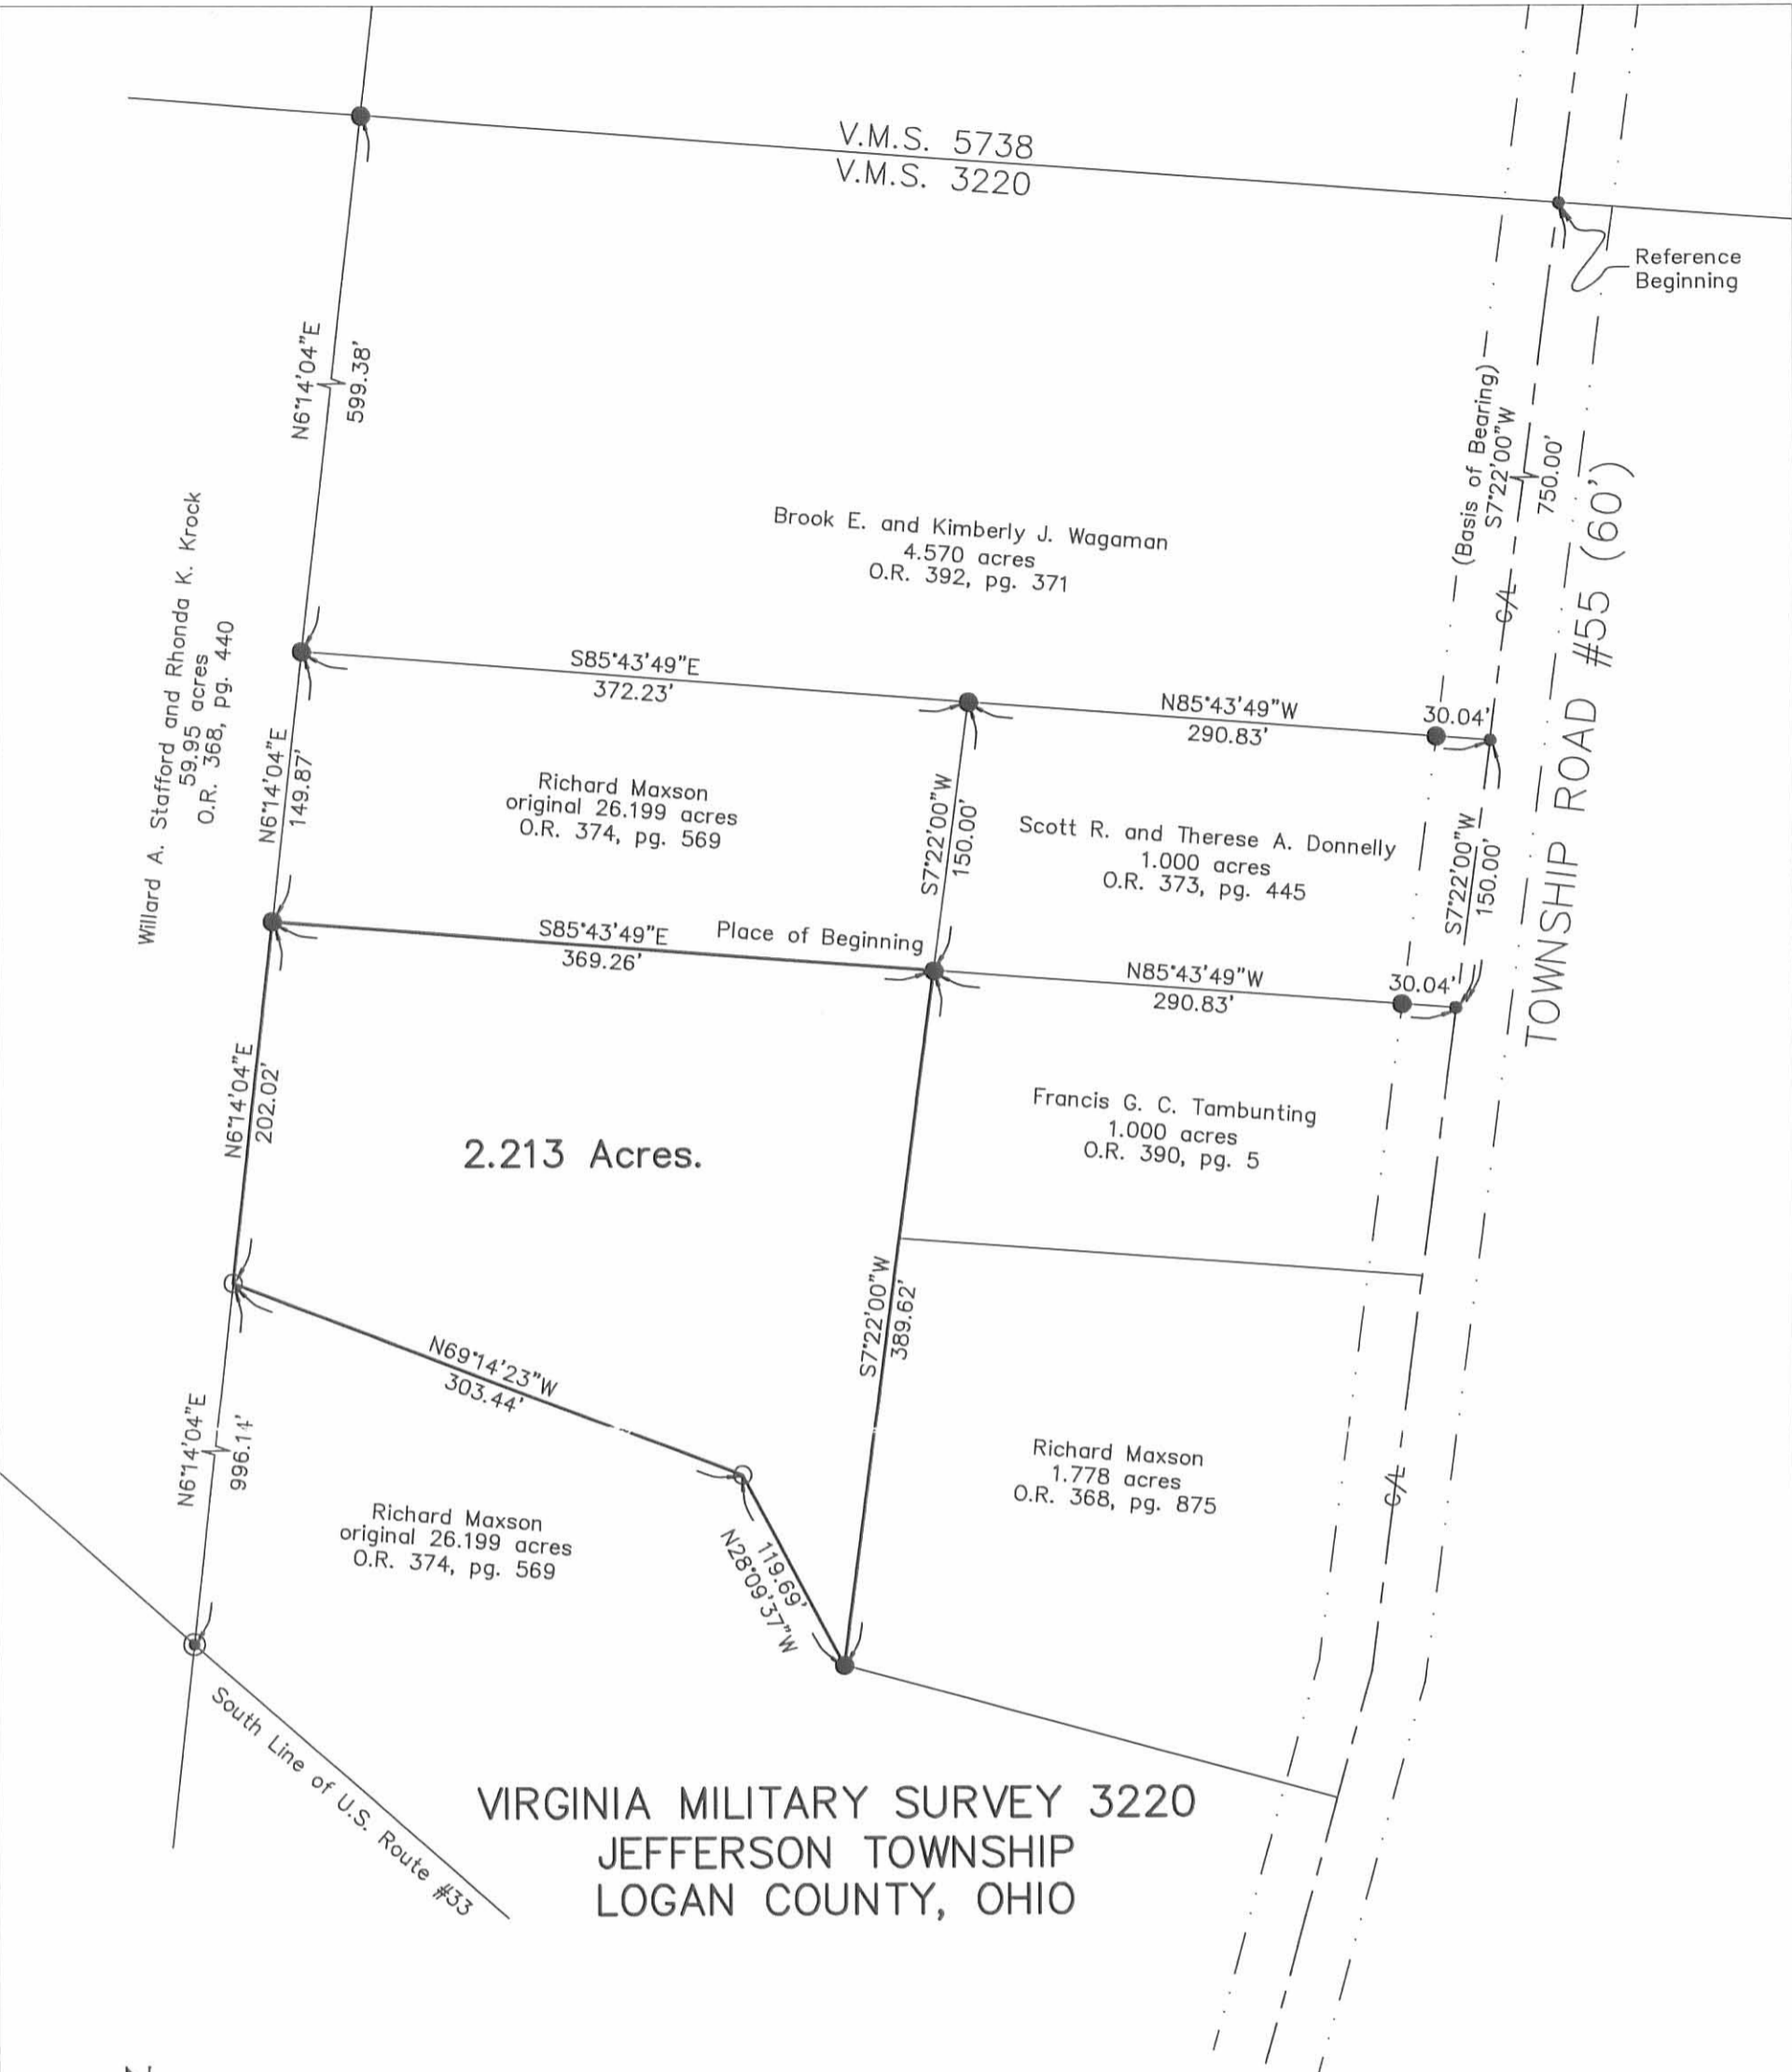 V.M.S. 5738
V.M.S. 3220
Reference
Beginning
N6°14'04"E
599.38'
(Basis of Bearing)
S7°22'00"W
750.00'
C/L
TOWNSHIP ROAD #55 (60')
Brook E. and Kimberly J. Wagaman
4.570 acres
O.R. 392, pg. 371
Willard A. Stafford and Rhonda K. Krock
59.95 acres
O.R. 368, pg. 440
S85°43'49"E
372.23'
N85°43'49"W
290.83'
30.04'
N6°14'04"E
149.87'
Richard Maxson
original 26.199 acres
O.R. 374, pg. 569
S7°22'00"W
150.00'
Scott R. and Therese A. Donnelly
1.000 acres
O.R. 373, pg. 445
S7°22'00"W
150.00'
S85°43'49"E
369.26'
Place of Beginning
N85°43'49"W
290.83'
30.04'
N6°14'04"E
202.02'
2.213 Acres.
Francis G. C. Tambunting
1.000 acres
O.R. 390, pg. 5
S7°22'00"W
389.62'
N69°14'23"W
303.44'
N6°14'04"E
996.14'
Richard Maxson
original 26.199 acres
O.R. 374, pg. 569
119.69'
N28°09'37"W
Richard Maxson
1.778 acres
O.R. 368, pg. 875
C/L
South Line of U.S. Route #33
VIRGINIA MILITARY SURVEY 3220
JEFFERSON TOWNSHIP
LOGAN COUNTY, OHIO